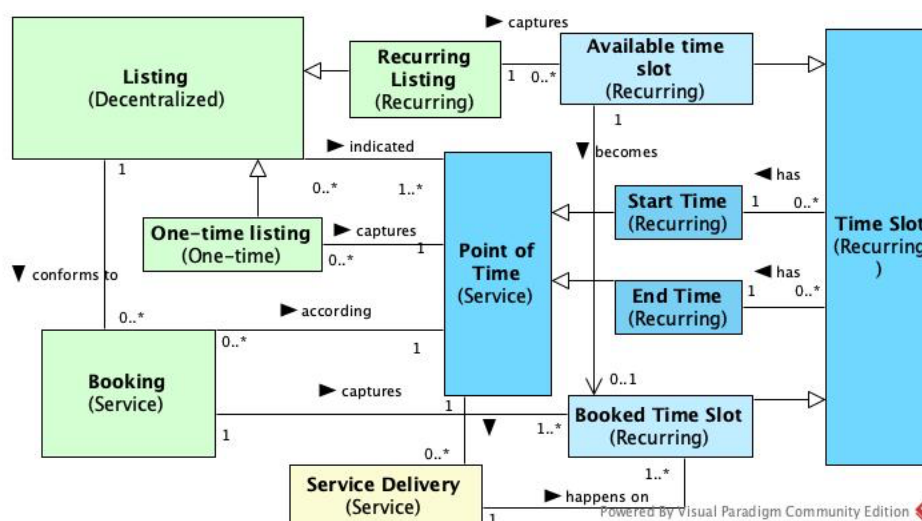 captures
Listing
(Decentralized)
Recurring
Listing
(Recurring)
1
0..*
Available time
slot
(Recurring)
1
indicated
0..*
1..*
1
becomes
has
1
0..*
Start Time
(Recurring)
Time Slot
(Recurring
)
One-time listing
(One-time)
captures
0..*
1
Point of
Time
(Service)
conforms to
has
1
0..*
End Time
(Recurring)
0..*
according
0..*
1
Booking
(Service)
captures
1
1..*
0..1
Booked Time Slot
(Recurring)
1
0..*
1..*
Service Delivery
(Service)
happens on
1
Powered By Visual Paradigm Community Edition